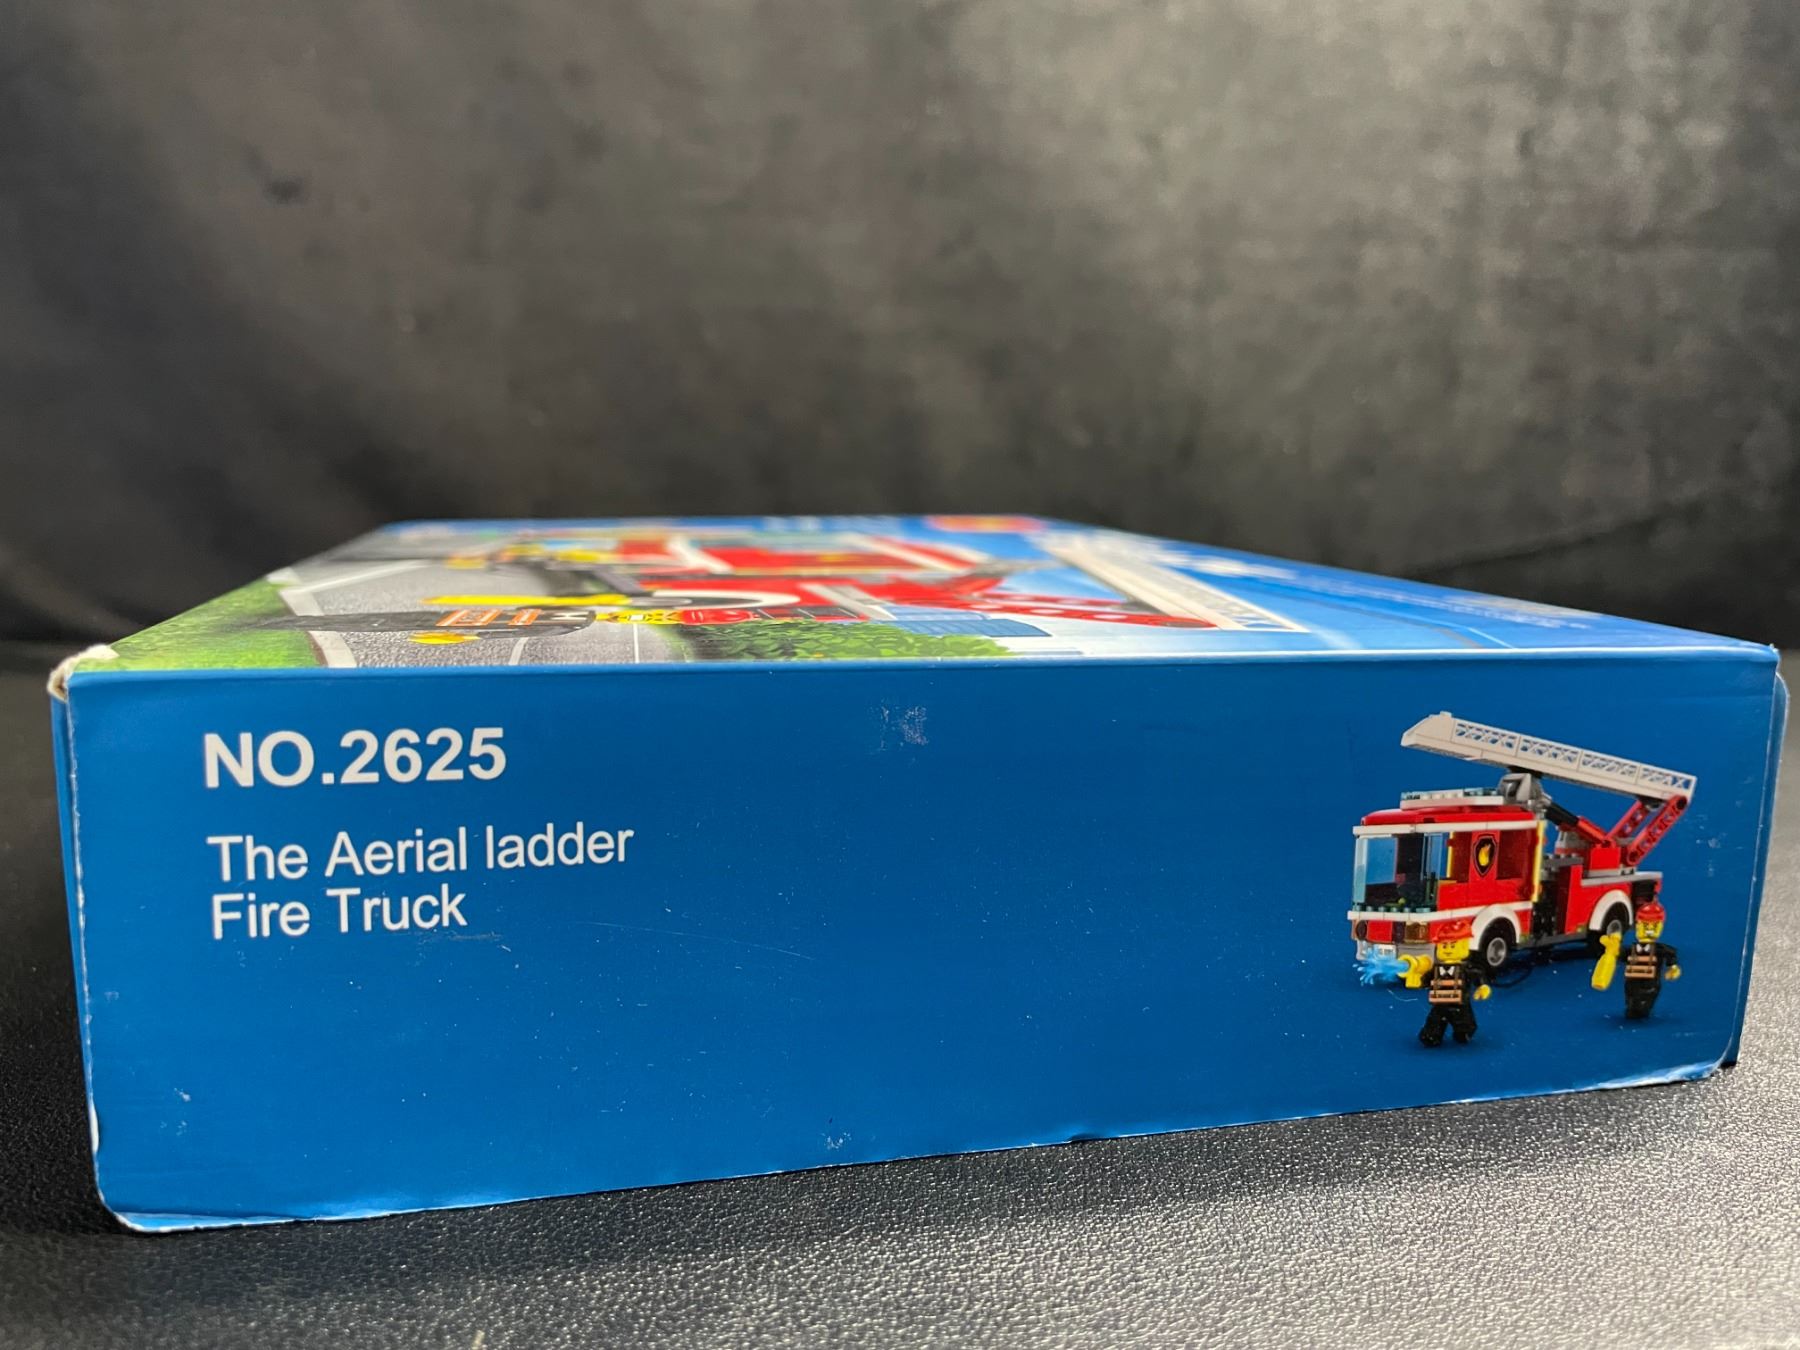 NO.2625
The Aerial ladder
Fire Truck